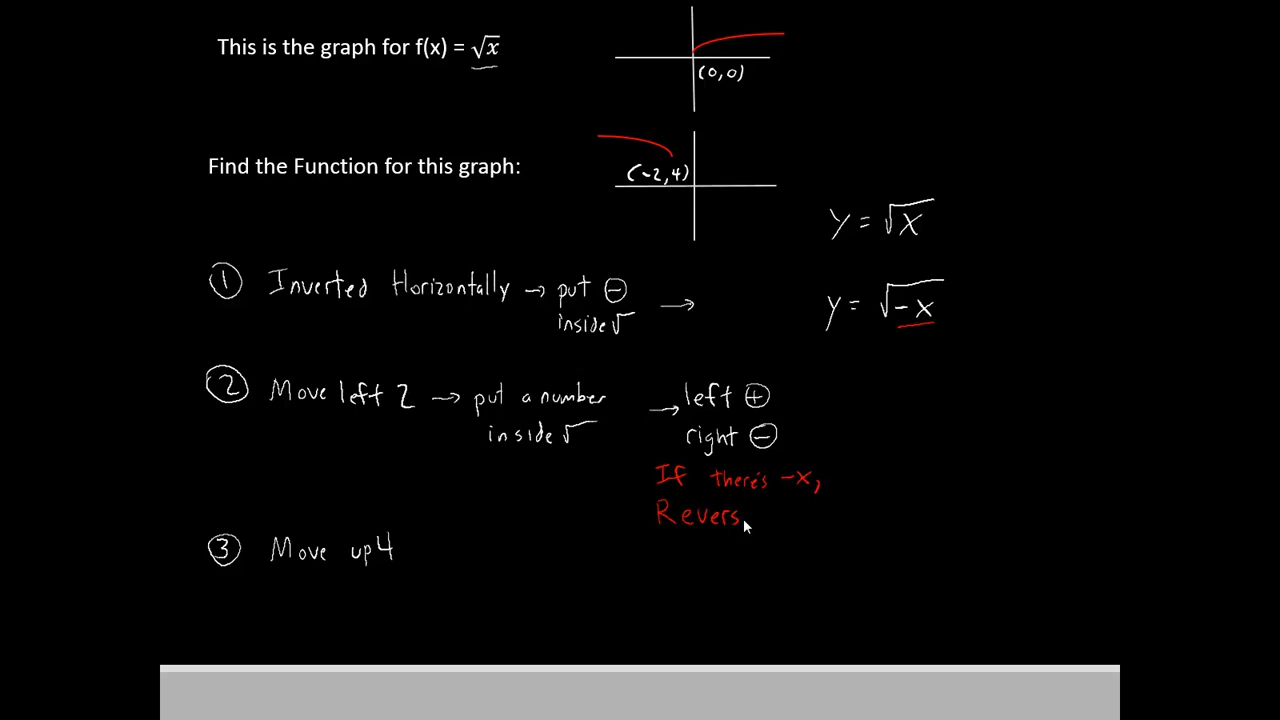 This is the graph for f(x) = √x
(0,0)
Find the Function for this graph:
(-2,4)
y = √x
① Inverted Horizontally → put ⊖ →
inside √
y = √-x
② Move left 2 → put a number → left ⊕
inside √ right ⊖
If there's -x,
Revers
③ Move up 4